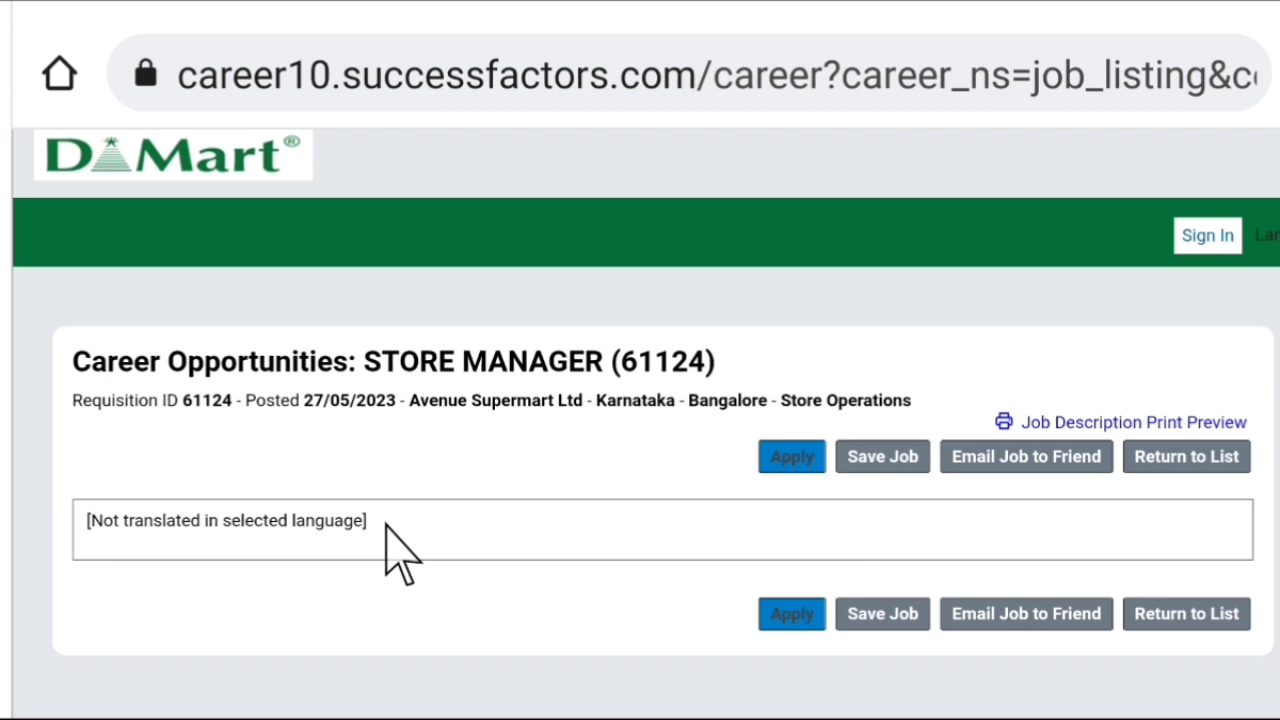 career10.successfactors.com/career?career_ns=job_listing&c
D Mart®
Sign In
Career Opportunities: STORE MANAGER (61124)
Requisition ID 61124 - Posted 27/05/2023 - Avenue Supermart Ltd - Karnataka - Bangalore - Store Operations
Job Description Print Preview
Apply Save Job Email Job to Friend Return to List
[Not translated in selected language]
Apply Save Job Email Job to Friend Return to List